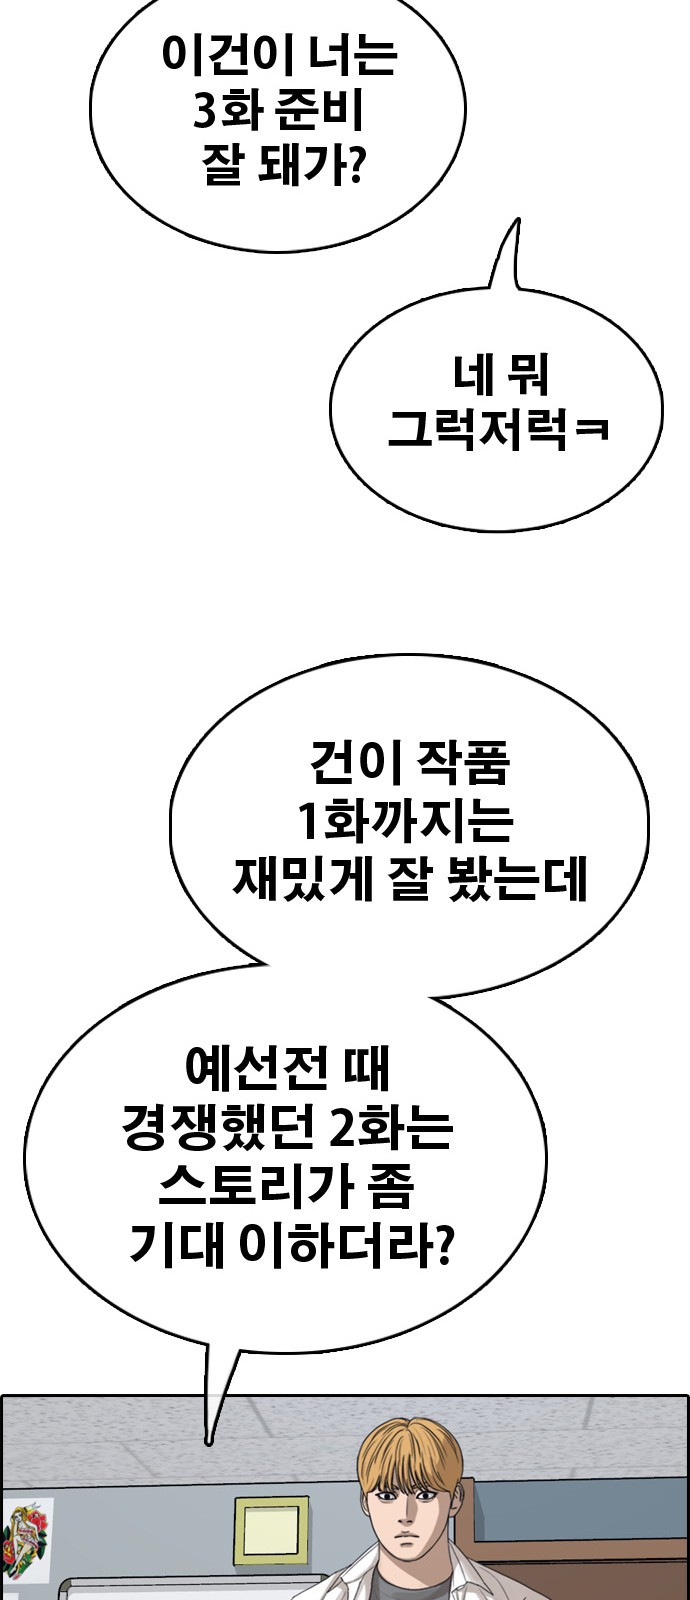 이건이 너는
3화 준비
잘 돼가?
네 뭐
그럭저럭ㅋ
건이 작품
1화까지는
재밌게 잘 봤는데
예선전 때
경쟁했던 2화는
스토리가 좀
기대 이하더라?